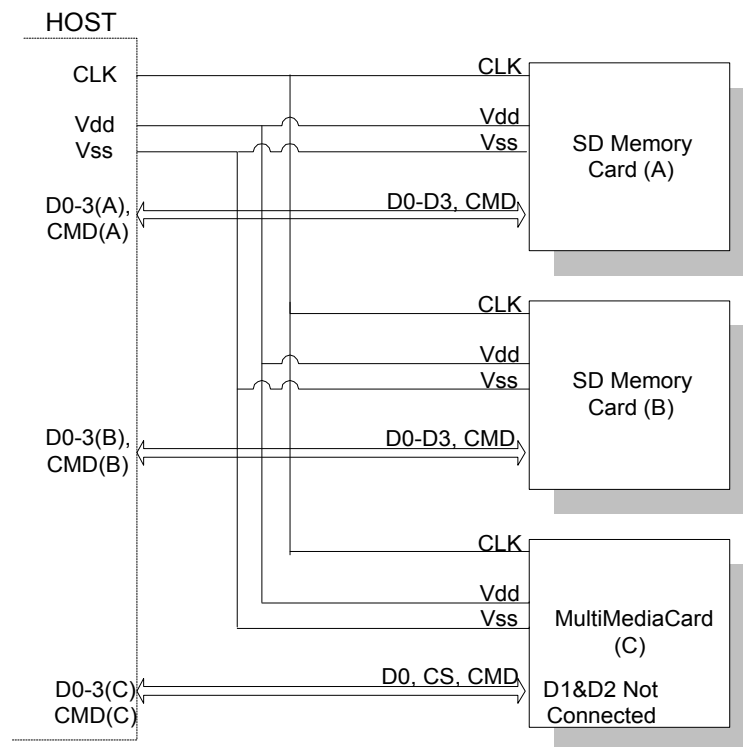 HOST
CLK
CLK
Vdd
Vdd
Vss
Vss
SD Memory
Card (A)
D0-3(A),
CMD(A)
D0-D3, CMD
CLK
Vdd
Vss
SD Memory
Card (B)
D0-3(B),
CMD(B)
D0-D3, CMD
CLK
Vdd
Vss
MultiMediaCard
(C)
D0-3(C)
CMD(C)
D0, CS, CMD
D1&D2 Not
Connected